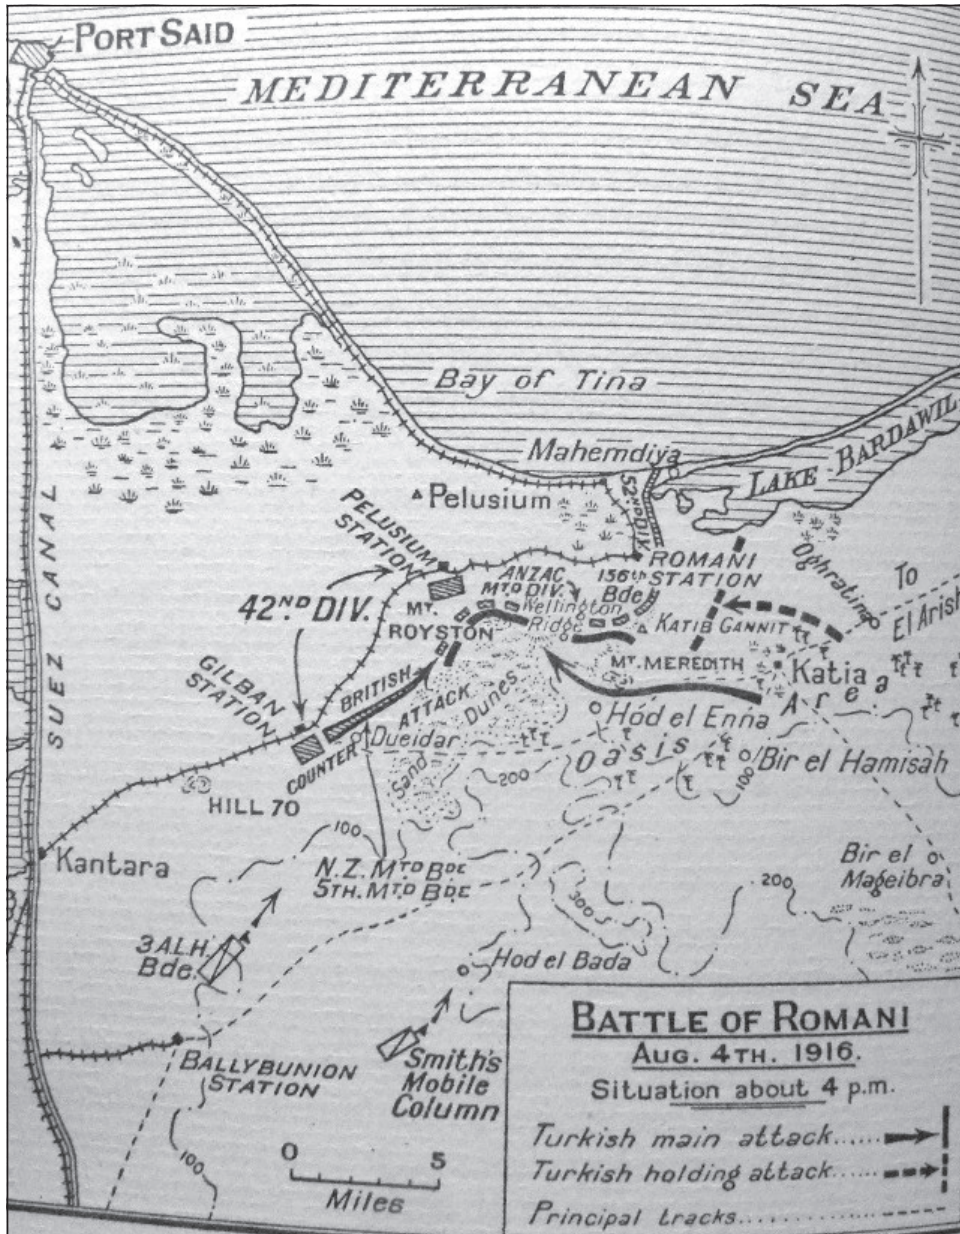 PORT SAID
MEDITERRANEAN SEA
Bay of Tina
Mahemdiya
LAKE BARDAWIL
Pelusium
SUEZ CANAL
PELUSIUM
STATION
52ND DIV.
ROMANI
STATION
Oghratina
To
El Arish
42ND DIV.
MT.
ROYSTON
ANZAC
MTD DIV.
156th
Bde.
Wellington
Ridge
KATIB GANNIT
MT. MEREDITH
Katia
Area
GILBAN
STATION
BRITISH
COUNTER ATTACK
Dueidar
Sand Dunes
Hód el Enna
Oasis
200
Bir el Hamisah
100
HILL 70
Kantara
100
N.Z. MTD BDE
5TH. MTD BDE
Bir el
Mageibra
200
300
3 A.L.H.
Bde.
Hod el Bada
BALLYBUNION
STATION
Smith's
Mobile
Column
100
0 5
Miles
BATTLE OF ROMANI
AUG. 4TH. 1916.
Situation about 4 p.m.
Turkish main attack......
Turkish holding attack......
Principal tracks............